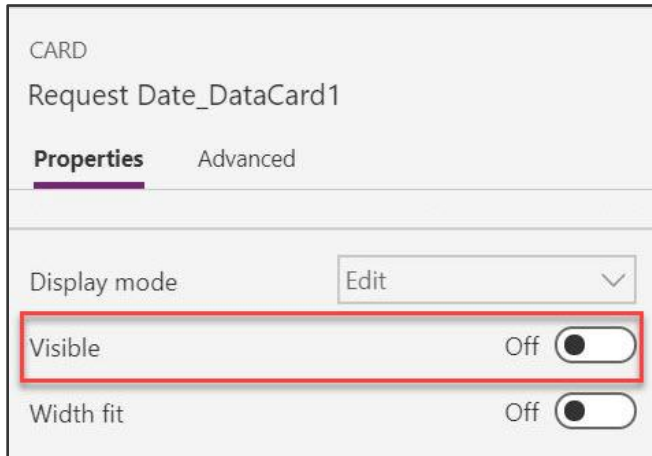 CARD
Request Date_DataCard1
Properties Advanced
Display mode Edit
Visible Off
Width fit Off